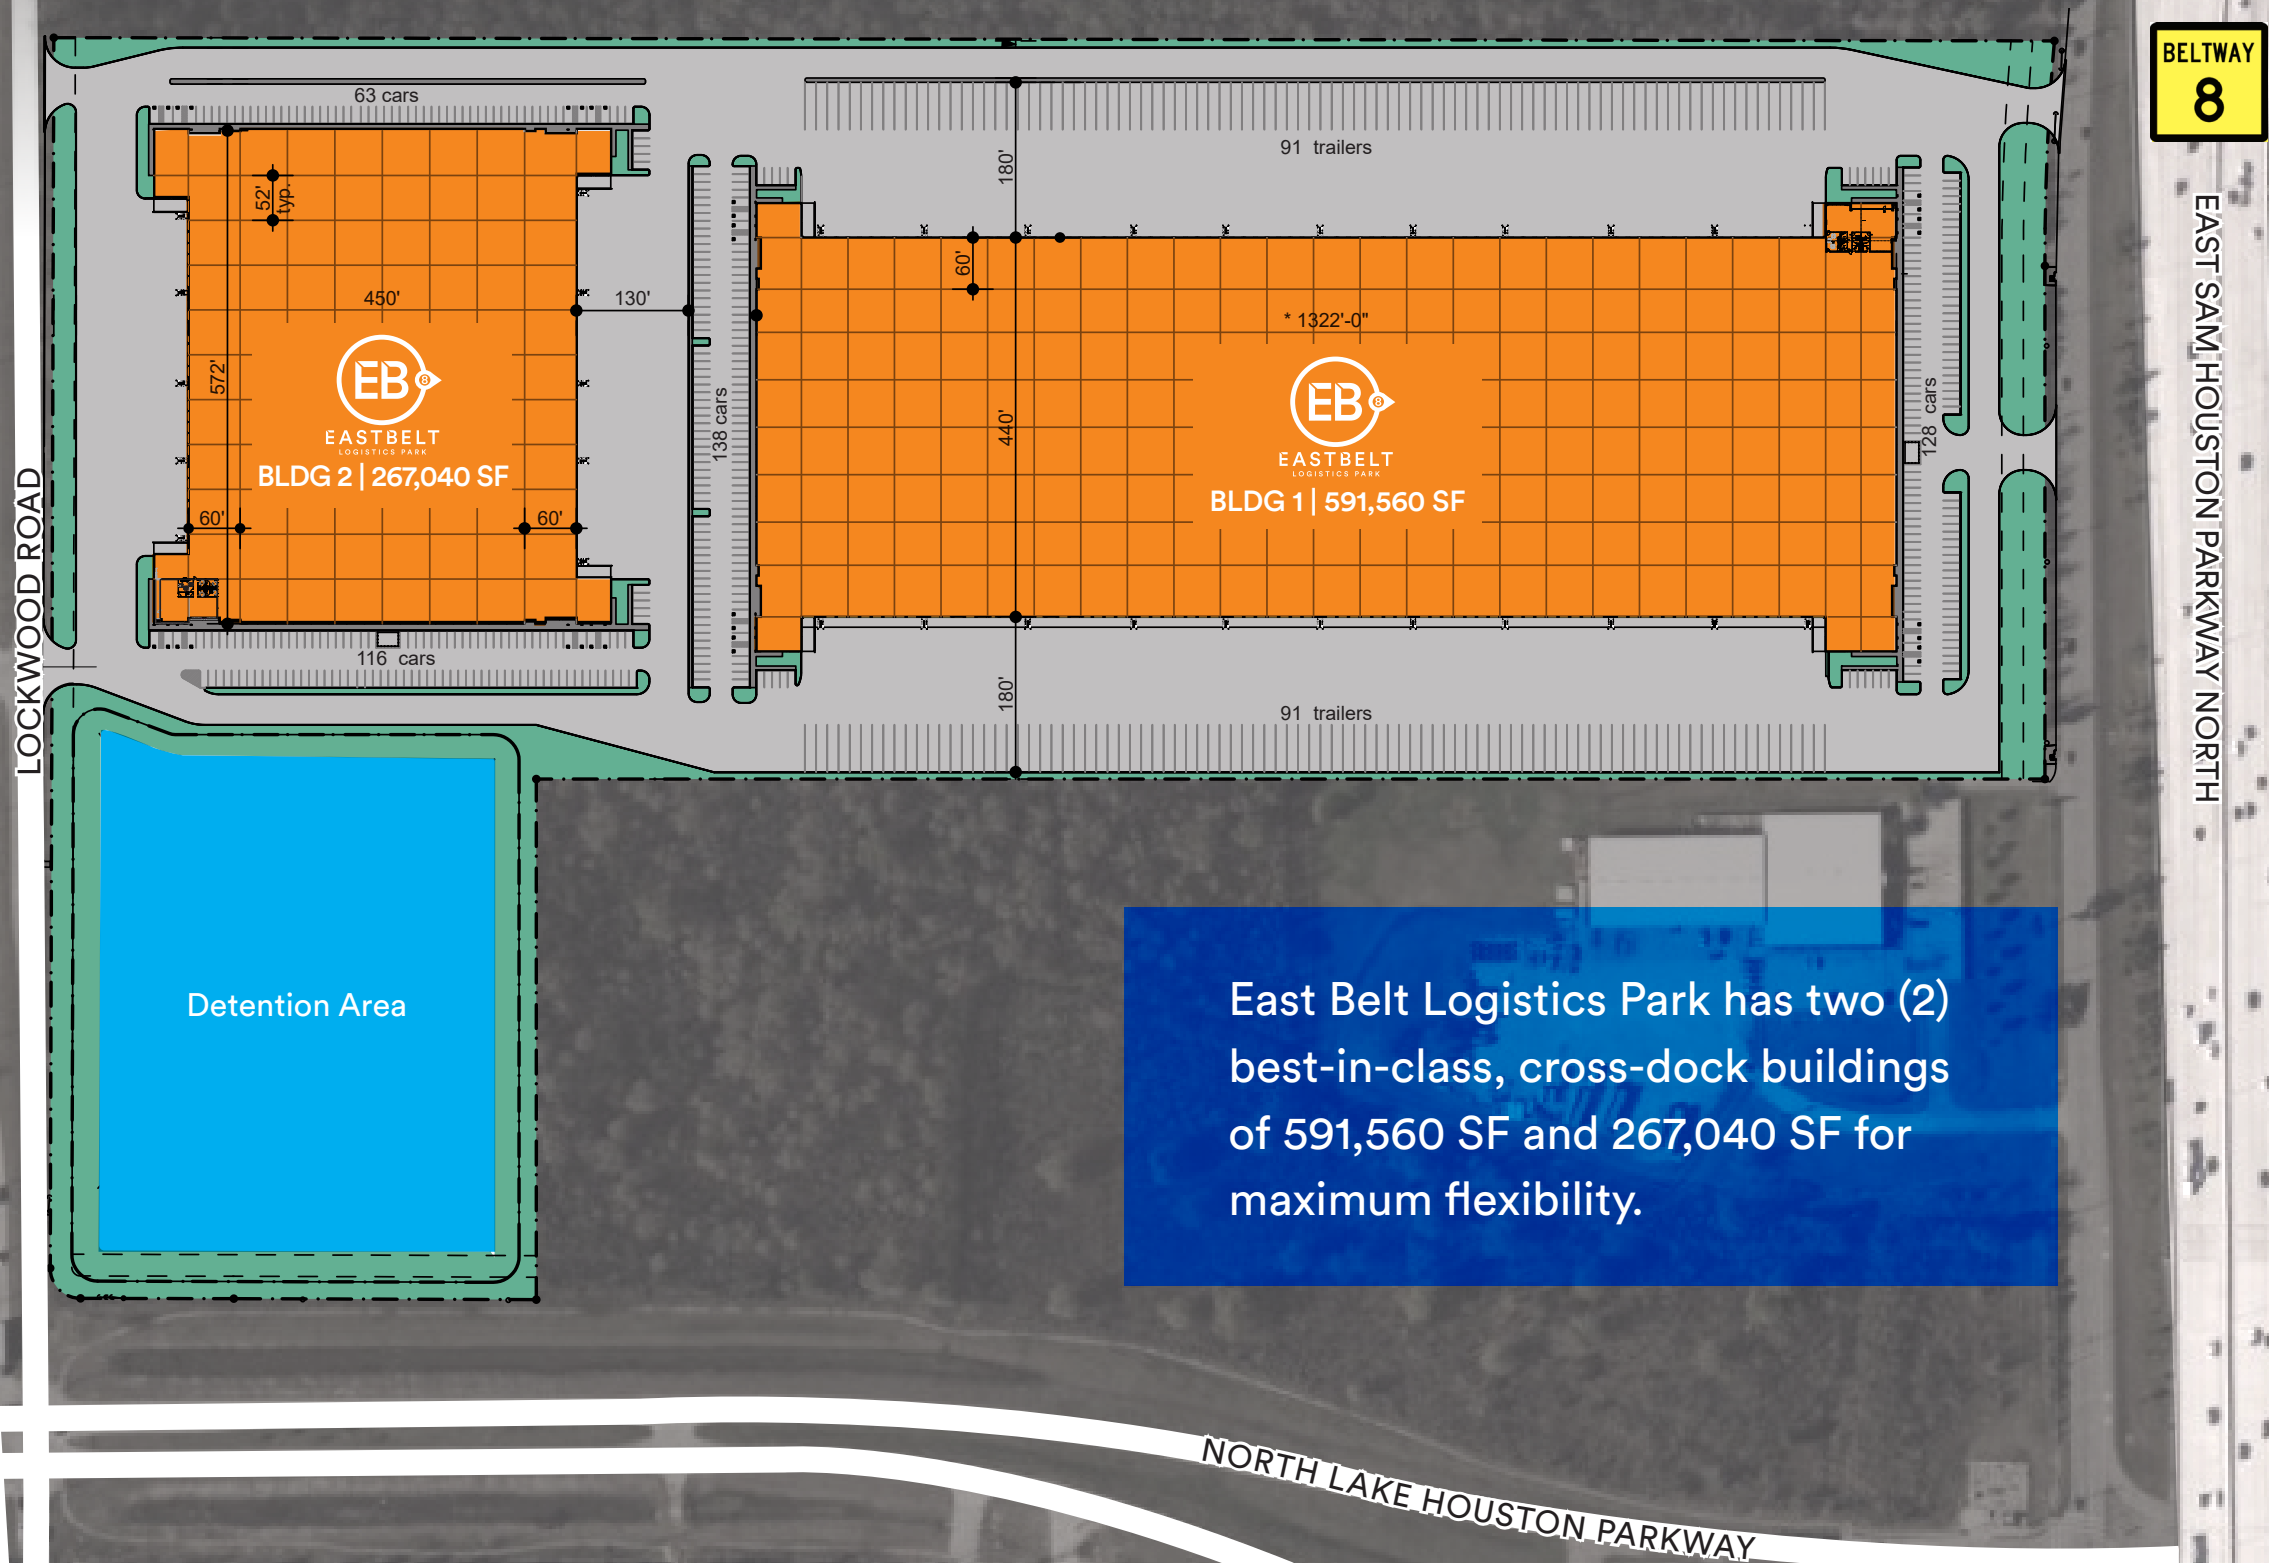 BELTWAY
8
63 cars
91 trailers
180'
52'
typ.
60'
450'
130'
* 1322'-0"
572'
EB 8
EASTBELT
LOGISTICS PARK
BLDG 2 | 267,040 SF
EB 8
EASTBELT
LOGISTICS PARK
BLDG 1 | 591,560 SF
138 cars
440'
128 cars
60'
60'
116 cars
180'
91 trailers
LOCKWOOD ROAD
EAST SAM HOUSTON PARKWAY NORTH
Detention Area
East Belt Logistics Park has two (2)
best-in-class, cross-dock buildings
of 591,560 SF and 267,040 SF for
maximum flexibility.
NORTH LAKE HOUSTON PARKWAY